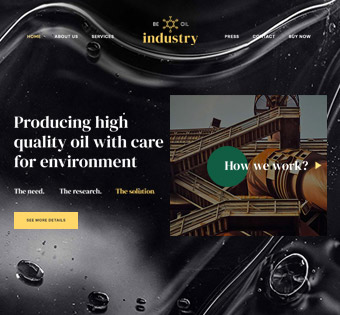 BE OIL
industry
HOME ABOUT US SERVICES PRESS CONTACT BUY NOW
Producing high
quality oil with care
for environment
How we work?
The need. The research. The solution
SEE MORE DETAILS